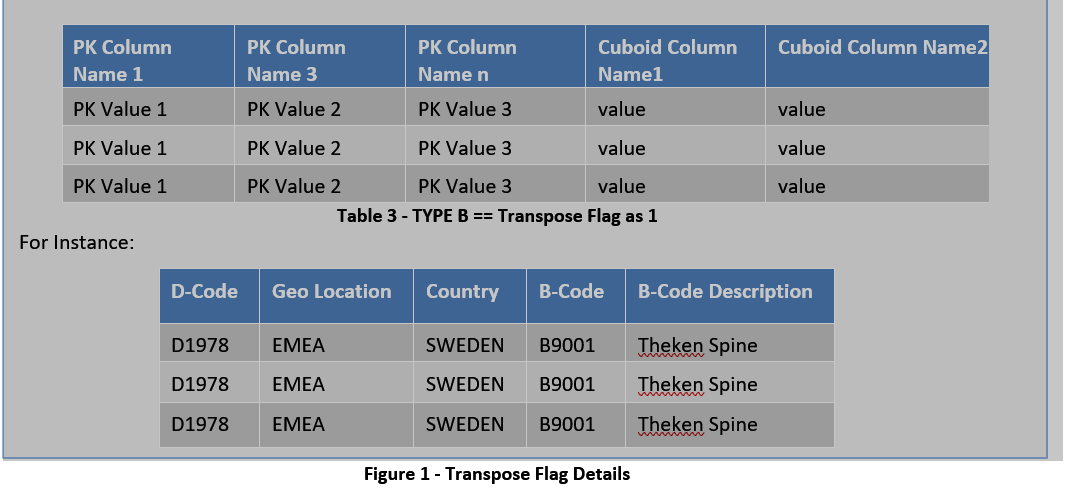 PK Column Name 1 PK Column Name 3 PK Column Name n Cuboid Column Name1 Cuboid Column Name2
PK Value 1 PK Value 2 PK Value 3 value value
PK Value 1 PK Value 2 PK Value 3 value value
PK Value 1 PK Value 2 PK Value 3 value value
Table 3 - TYPE B == Transpose Flag as 1
For Instance:
D-Code Geo Location Country B-Code B-Code Description
D1978 EMEA SWEDEN B9001 Theken Spine
D1978 EMEA SWEDEN B9001 Theken Spine
D1978 EMEA SWEDEN B9001 Theken Spine
Figure 1 - Transpose Flag Details